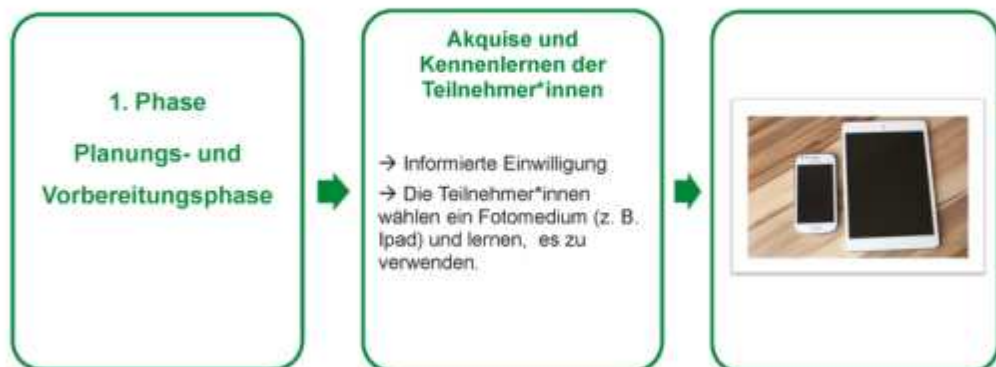 1. Phase
Planungs- und
Vorbereitungsphase
Akquise und
Kennenlernen der
Teilnehmer*innen
→ Informierte Einwilligung
→ Die Teilnehmer*innen
wählen ein Fotomedium (z. B.
Ipad) und lernen, es zu
verwenden.